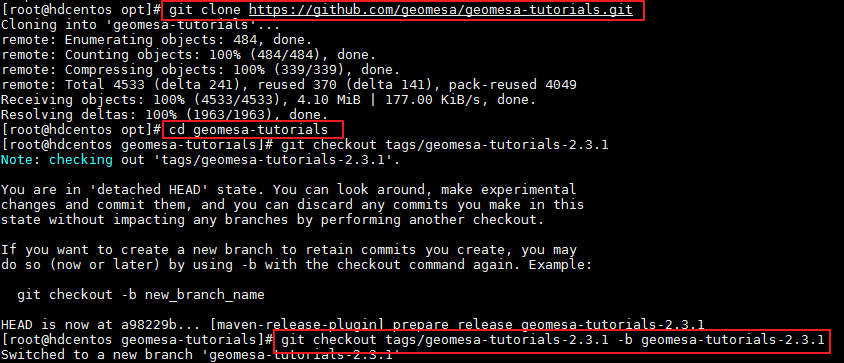 [root@hdcentos opt]# git clone https://github.com/geomesa/geomesa-tutorials.git
Cloning into 'geomesa-tutorials'...
remote: Enumerating objects: 484, done.
remote: Counting objects: 100% (484/484), done.
remote: Compressing objects: 100% (339/339), done.
remote: Total 4533 (delta 241), reused 370 (delta 141), pack-reused 4049
Receiving objects: 100% (4533/4533), 4.10 MiB | 177.00 KiB/s, done.
Resolving deltas: 100% (1963/1963), done.
[root@hdcentos opt]# cd geomesa-tutorials
[root@hdcentos geomesa-tutorials]# git checkout tags/geomesa-tutorials-2.3.1
Note: checking out 'tags/geomesa-tutorials-2.3.1'.

You are in 'detached HEAD' state. You can look around, make experimental
changes and commit them, and you can discard any commits you make in this
state without impacting any branches by performing another checkout.

If you want to create a new branch to retain commits you create, you may
do so (now or later) by using -b with the checkout command again. Example:

  git checkout -b new_branch_name

HEAD is now at a98229b... [maven-release-plugin] prepare release geomesa-tutorials-2.3.1
[root@hdcentos geomesa-tutorials]# git checkout tags/geomesa-tutorials-2.3.1 -b geomesa-tutorials-2.3.1
Switched to a new branch 'geomesa-tutorials-2.3.1'